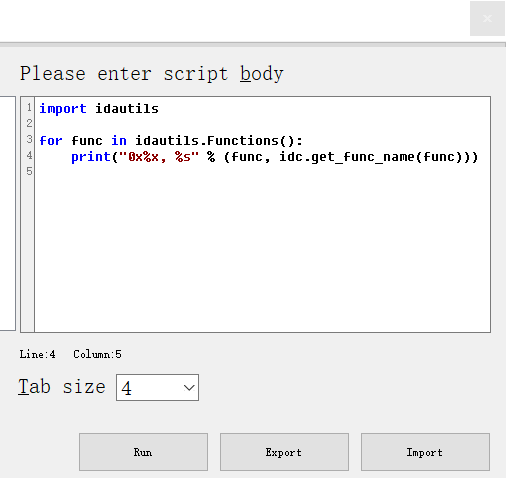 Please enter script body
1 import idautils
2
3 for func in idautils.Functions():
4     print("0x%x, %s" % (func, idc.get_func_name(func)))
5
Line:4 Column:5
Tab size 4
Run Export Import